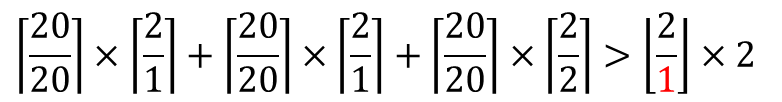 ⌈20/20⌉ × ⌈2/1⌉ + ⌈20/20⌉ × ⌈2/1⌉ + ⌈20/20⌉ × ⌈2/2⌉ > ⌊2/1⌋ × 2